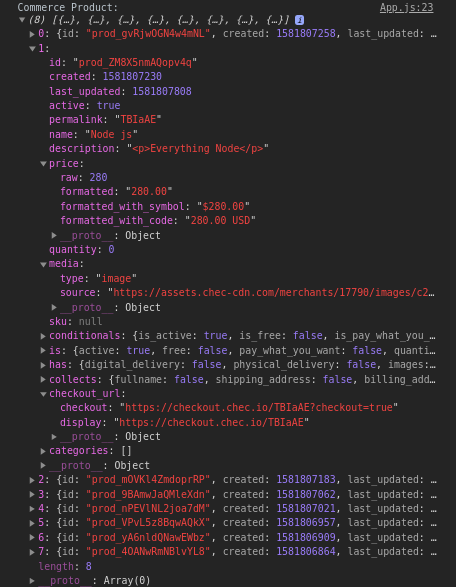 Commerce Product: App.js:23
(8) [{…}, {…}, {…}, {…}, {…}, {…}, {…}, {…}] i
0: {id: "prod_gvRjwOGN4w4mNL", created: 1581807258, last_updated: …
1:
id: "prod_ZM8X5nmAQopv4q"
created: 1581807230
last_updated: 1581807808
active: true
permalink: "TBIaAE"
name: "Node js"
description: "<p>Everything Node</p>"
price:
raw: 280
formatted: "280.00"
formatted_with_symbol: "$280.00"
formatted_with_code: "280.00 USD"
__proto__: Object
quantity: 0
media:
type: "image"
source: "https://assets.chec-cdn.com/merchants/17790/images/c2…
__proto__: Object
sku: null
conditionals: {is_active: true, is_free: false, is_pay_what_you_…
is: {active: true, free: false, pay_what_you_want: false, quanti…
has: {digital_delivery: false, physical_delivery: false, images:…
collects: {fullname: false, shipping_address: false, billing_add…
checkout_url:
checkout: "https://checkout.chec.io/TBIaAE?checkout=true"
display: "https://checkout.chec.io/TBIaAE"
__proto__: Object
categories: []
__proto__: Object
2: {id: "prod_mOVKl4ZmdoprRP", created: 1581807183, last_updated: …
3: {id: "prod_9BAmwJaQMleXdn", created: 1581807062, last_updated: …
4: {id: "prod_nPEVlNL2joa7dM", created: 1581807021, last_updated: …
5: {id: "prod_VPvL5z8BqwAQkX", created: 1581806957, last_updated: …
6: {id: "prod_yA6nldQNawEWbz", created: 1581806909, last_updated: …
7: {id: "prod_4OANwRmNBlvYL8", created: 1581806864, last_updated: …
length: 8
__proto__: Array(0)